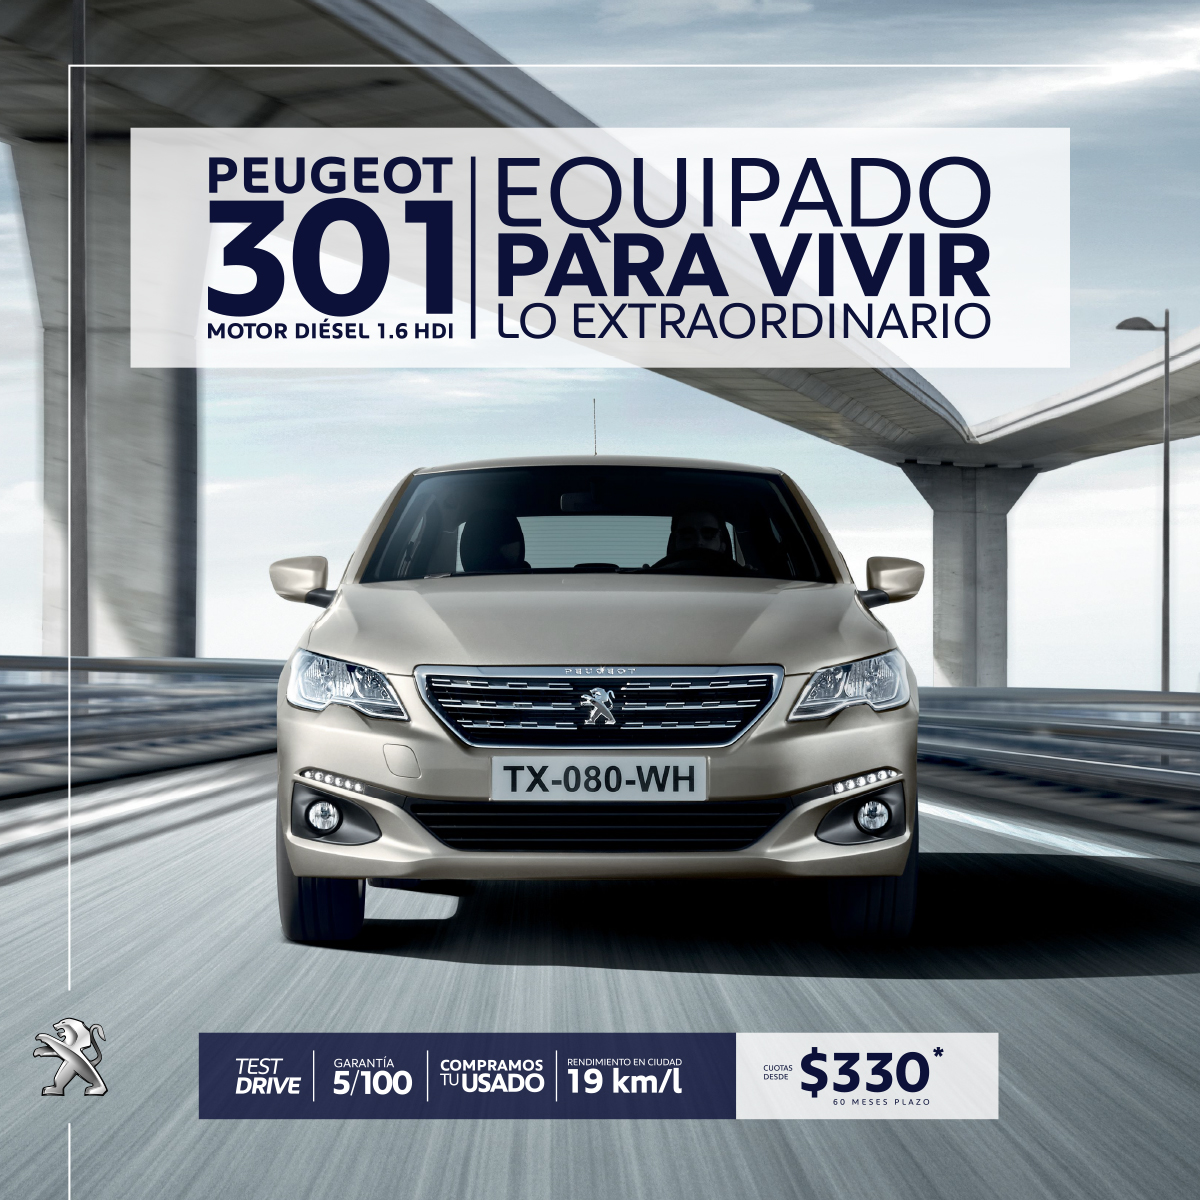 PEUGEOT
301
MOTOR DIÉSEL 1.6 HDI
EQUIPADO
PARA VIVIR
LO EXTRAORDINARIO
PEUGEOT
TX-080-WH
TEST
DRIVE
GARANTÍA
5/100
COMPRAMOS
TU USADO
RENDIMIENTO EN CIUDAD
19 km/l
CUOTAS
DESDE
$330*
60 MESES PLAZO